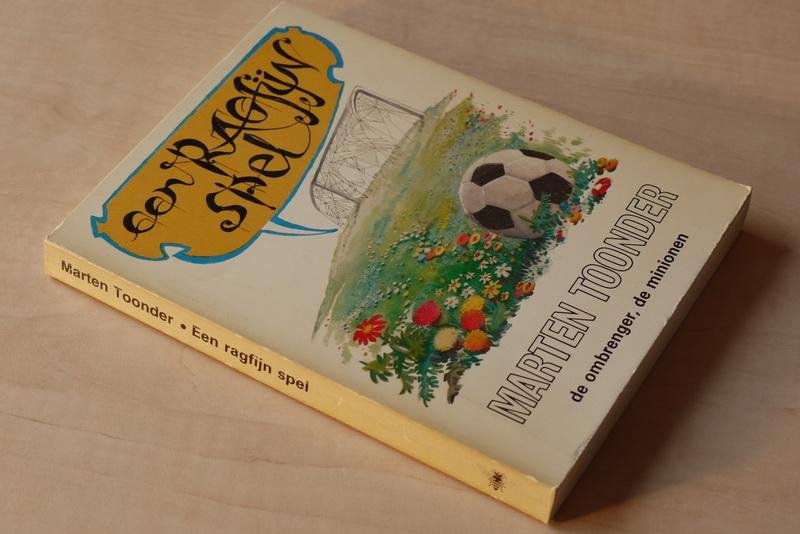 een RAGfijN
spel
MARTEN TOONDER
de ombrenger, de minionen
Marten Toonder • Een ragfijn spel